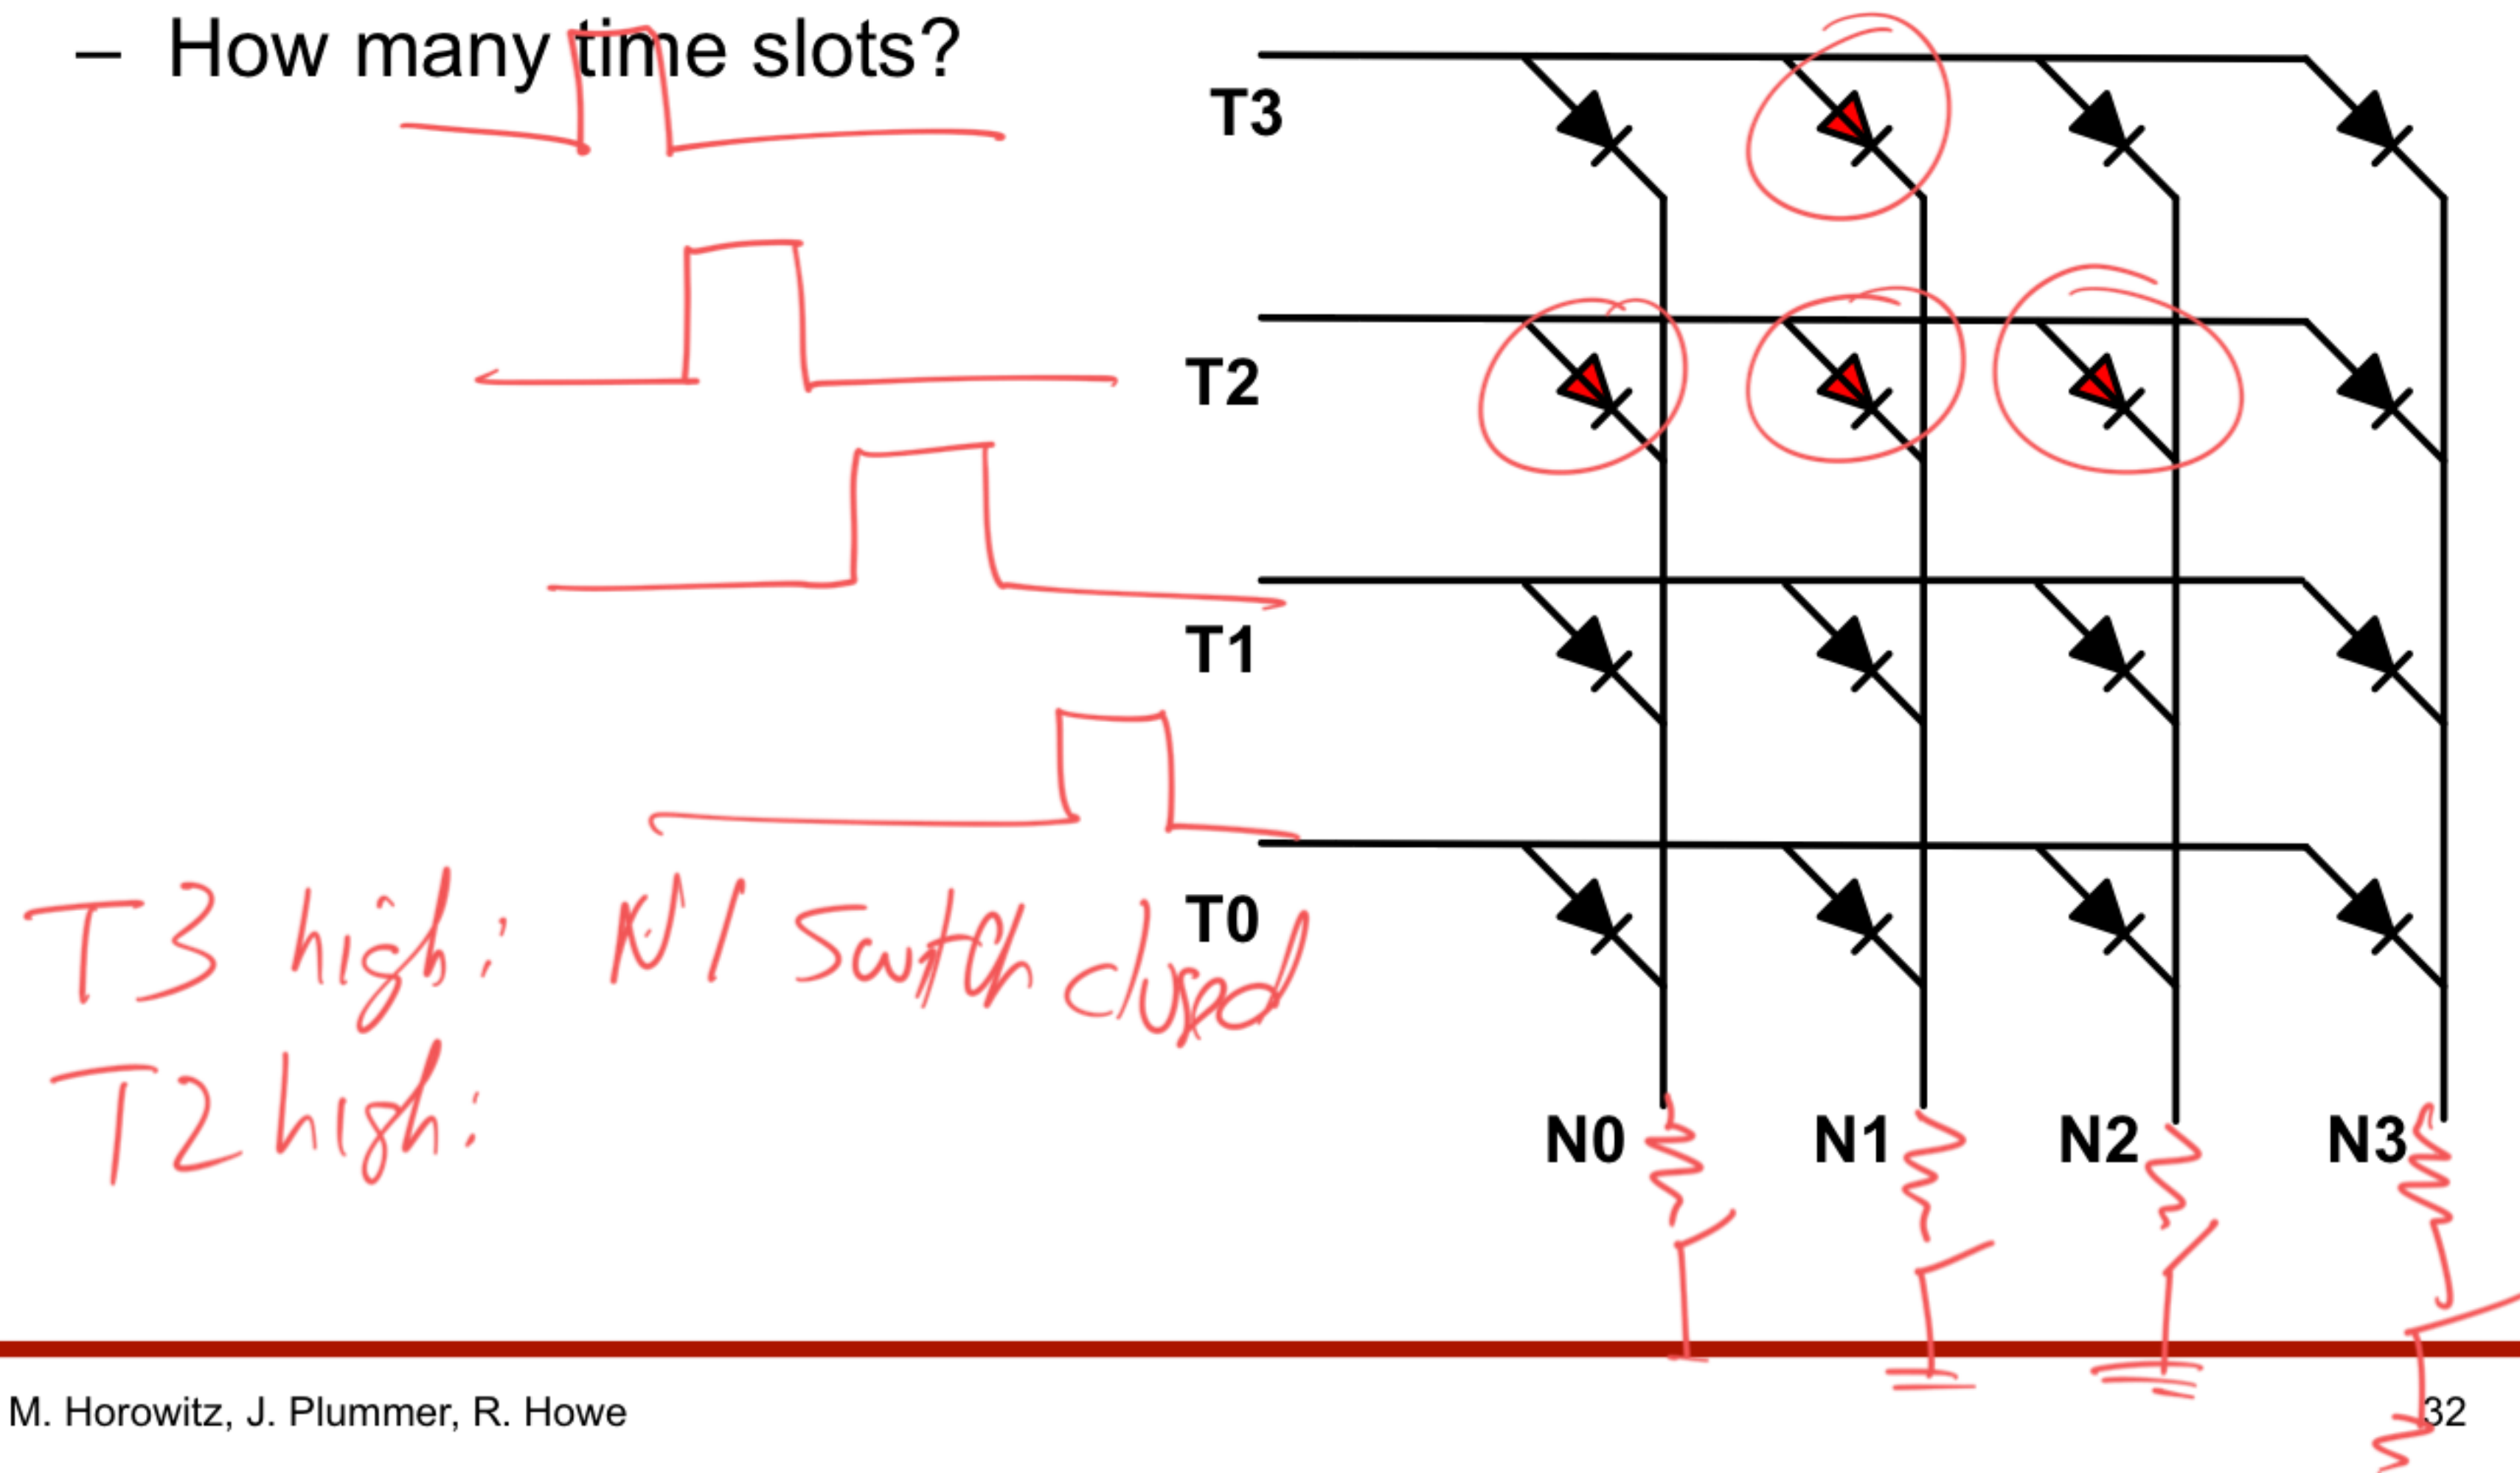 – How many time slots?
T3
T2
T1
T0
T3 high: N1 Switch closed
T2 high:
N0 N1 N2 N3
M. Horowitz, J. Plummer, R. Howe
32